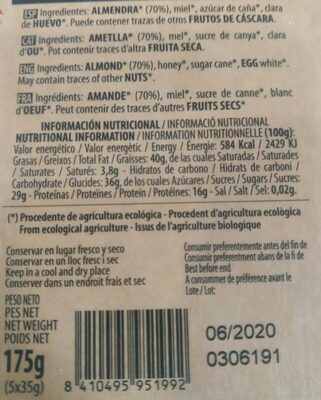 ESP Ingredientes: ALMENDRA* (70%), miel*, azúcar de caña*, clara
de HUEVO*. Puede contener trazas de otros FRUTOS DE CÁSCARA.
CAT Ingredients: AMETLLA* (70%), mel*, sucre de canya*, clara
d'OU*. Pot contenir traces d'altra FRUITA SECA.
ENG Ingredients: ALMOND* (70%), honey*, sugar cane*, EGG white*.
May contain traces of other NUTS*.
FRA Ingrédients: AMANDE* (70%), miel*, sucre de canne*, blanc
d'OEUF*. Peut contenir des traces d'autres FRUITS SECS*
INFORMACIÓN NUTRICIONAL / INFORMACIÓ NUTRICIONAL
NUTRITIONAL INFORMATION / INFORMATION NUTRITIONNELLE (100g):
Valor energético / Valor energètic / Energy / Énergie: 584 Kcal / 2429 KJ
Grasas / Greixos / Total Fat / Graisses: 40g, de las cuales Saturadas / Saturades
/ Saturates / Saturés: 3,8g - Hidratos de carbono / Hidrats de carboni /
Carbohydrate / Glucides: 36g, de los cuales Azúcares / Sucres / Sugars / Sucres:
29g - Proteínas / Proteïnes / Protein / Protéines: 16g - Sal / Sal / Salt / Sel: 0,02g.
(*) Procedente de agricultura ecológica - Procedent d'agricultura ecològica
From ecological agriculture - Issus de l'agriculture biologique
Conservar en lugar fresco y seco
Conservar en un lloc fresc i sec
Keep in a cool and dry place
Conserver dans un endroit frais et sec
Consumir preferentemente antes del fin de
Consumir preferentment abans de la fi de
Best before end
A consommer de préférence avant le
Lote / Lot:
PESO NETO
PES NET
NET WEIGHT
POIDS NET
175g
(5x35g)
8 410495 951992
06/2020
0306191